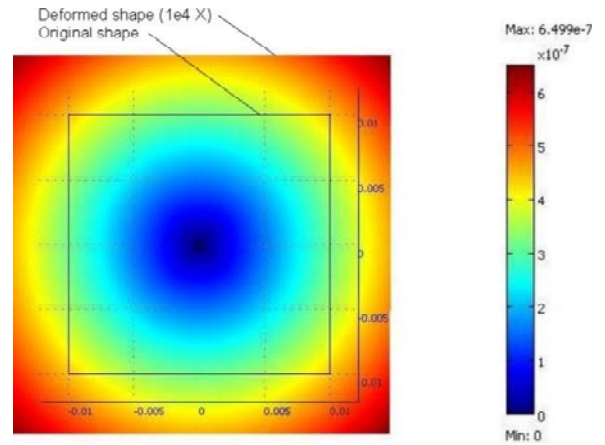 Deformed shape (1e4 X)
Original shape
Max: 6.499e-7
×10⁻⁷
6
5
4
3
2
1
0
Min: 0
0.01
0.005
0
-0.005
-0.01
-0.01 -0.005 0 0.005 0.01